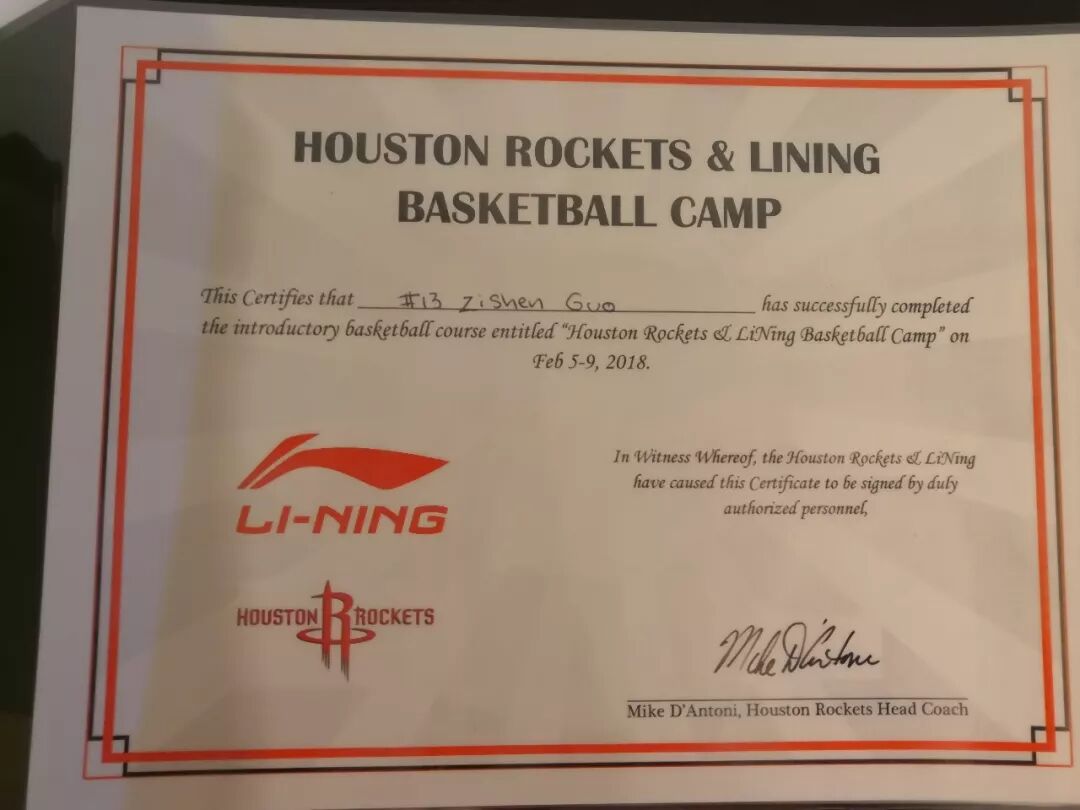 HOUSTON ROCKETS & LINING
BASKETBALL CAMP
This Certifies that #13 Zishen Guo has successfully completed
the introductory basketball course entitled “Houston Rockets & LiNing Basketball Camp” on
Feb 5-9, 2018.
In Witness Whereof, the Houston Rockets & LiNing
have caused this Certificate to be signed by duly
authorized personnel,
LI-NING
HOUSTON R ROCKETS
Mike D'Antoni
Mike D'Antoni, Houston Rockets Head Coach